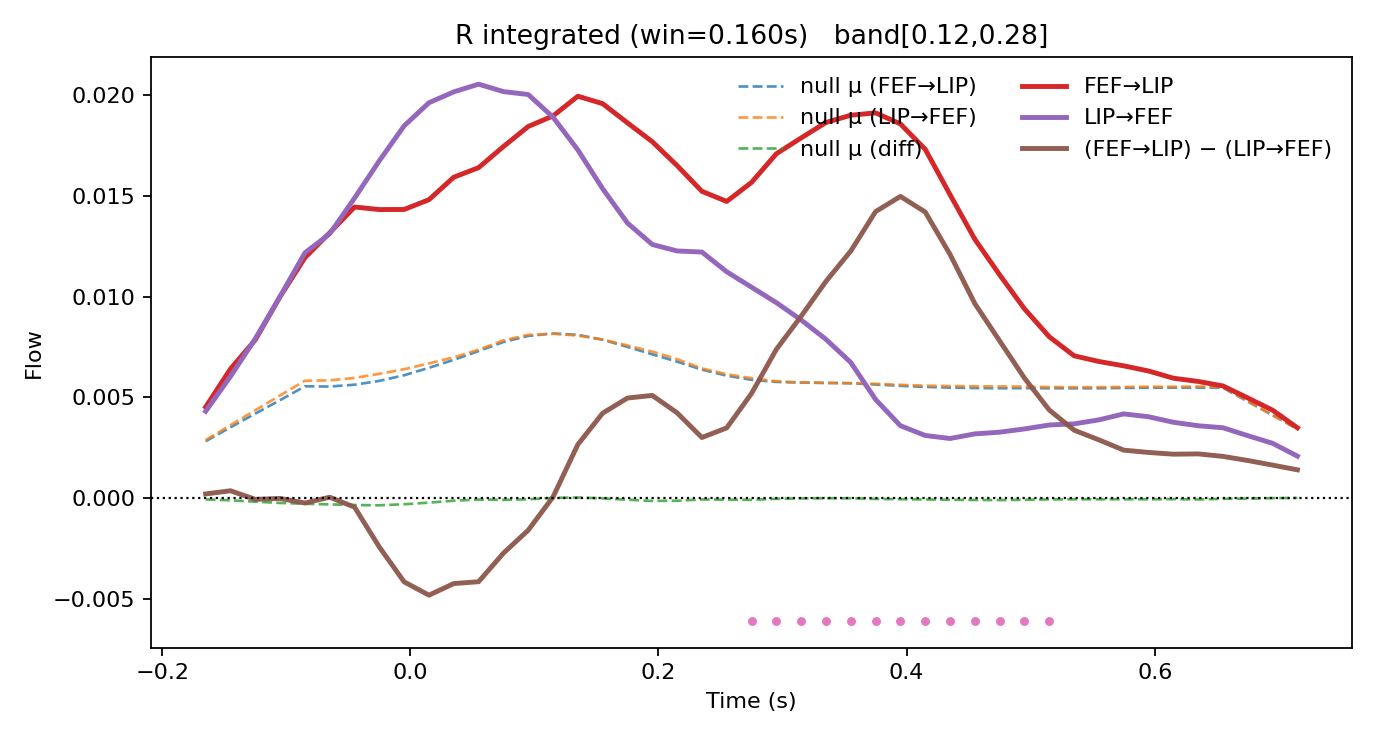 R integrated (win=0.160s)   band[0.12,0.28]
null μ (FEF→LIP)
null μ (LIP→FEF)
null μ (diff)
FEF→LIP
LIP→FEF
(FEF→LIP) − (LIP→FEF)
Flow
0.020
0.015
0.010
0.005
0.000
−0.005
−0.2
0.0
0.2
0.4
0.6
Time (s)